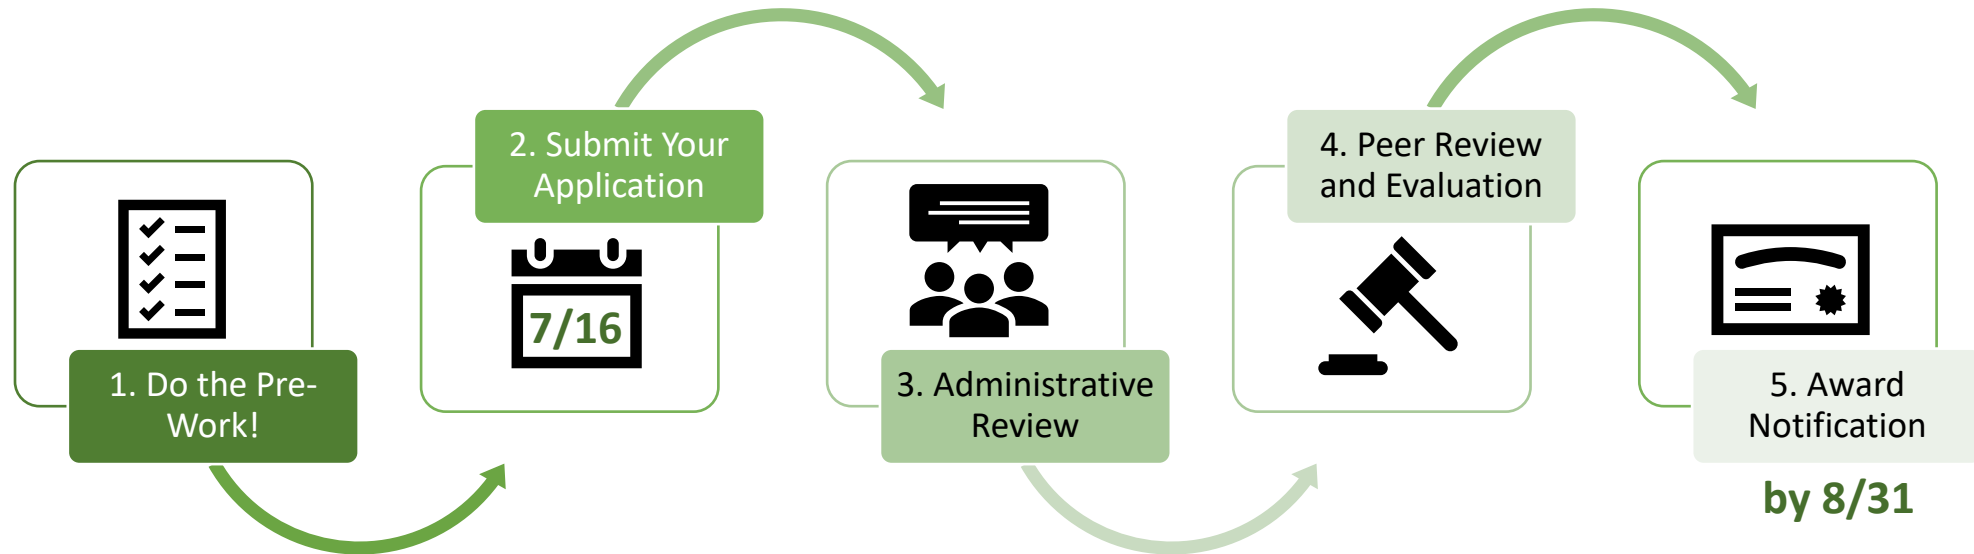 1. Do the Pre-
Work!
2. Submit Your
Application
7/16
3. Administrative
Review
4. Peer Review
and Evaluation
5. Award
Notification
by 8/31